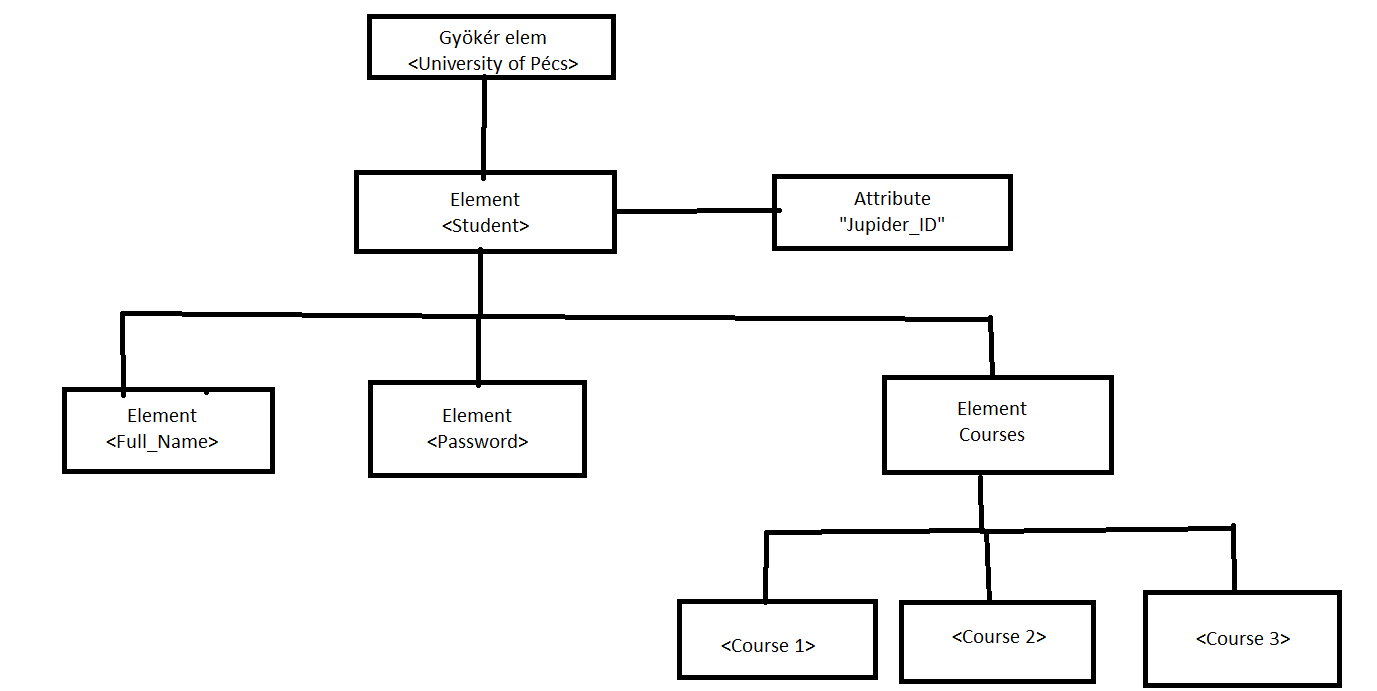 Gyökér elem
<University of Pécs>
Element
<Student>
Attribute
"Jupider_ID"
Element
<Full_Name>
Element
<Password>
Element
Courses
<Course 1>
<Course 2>
<Course 3>